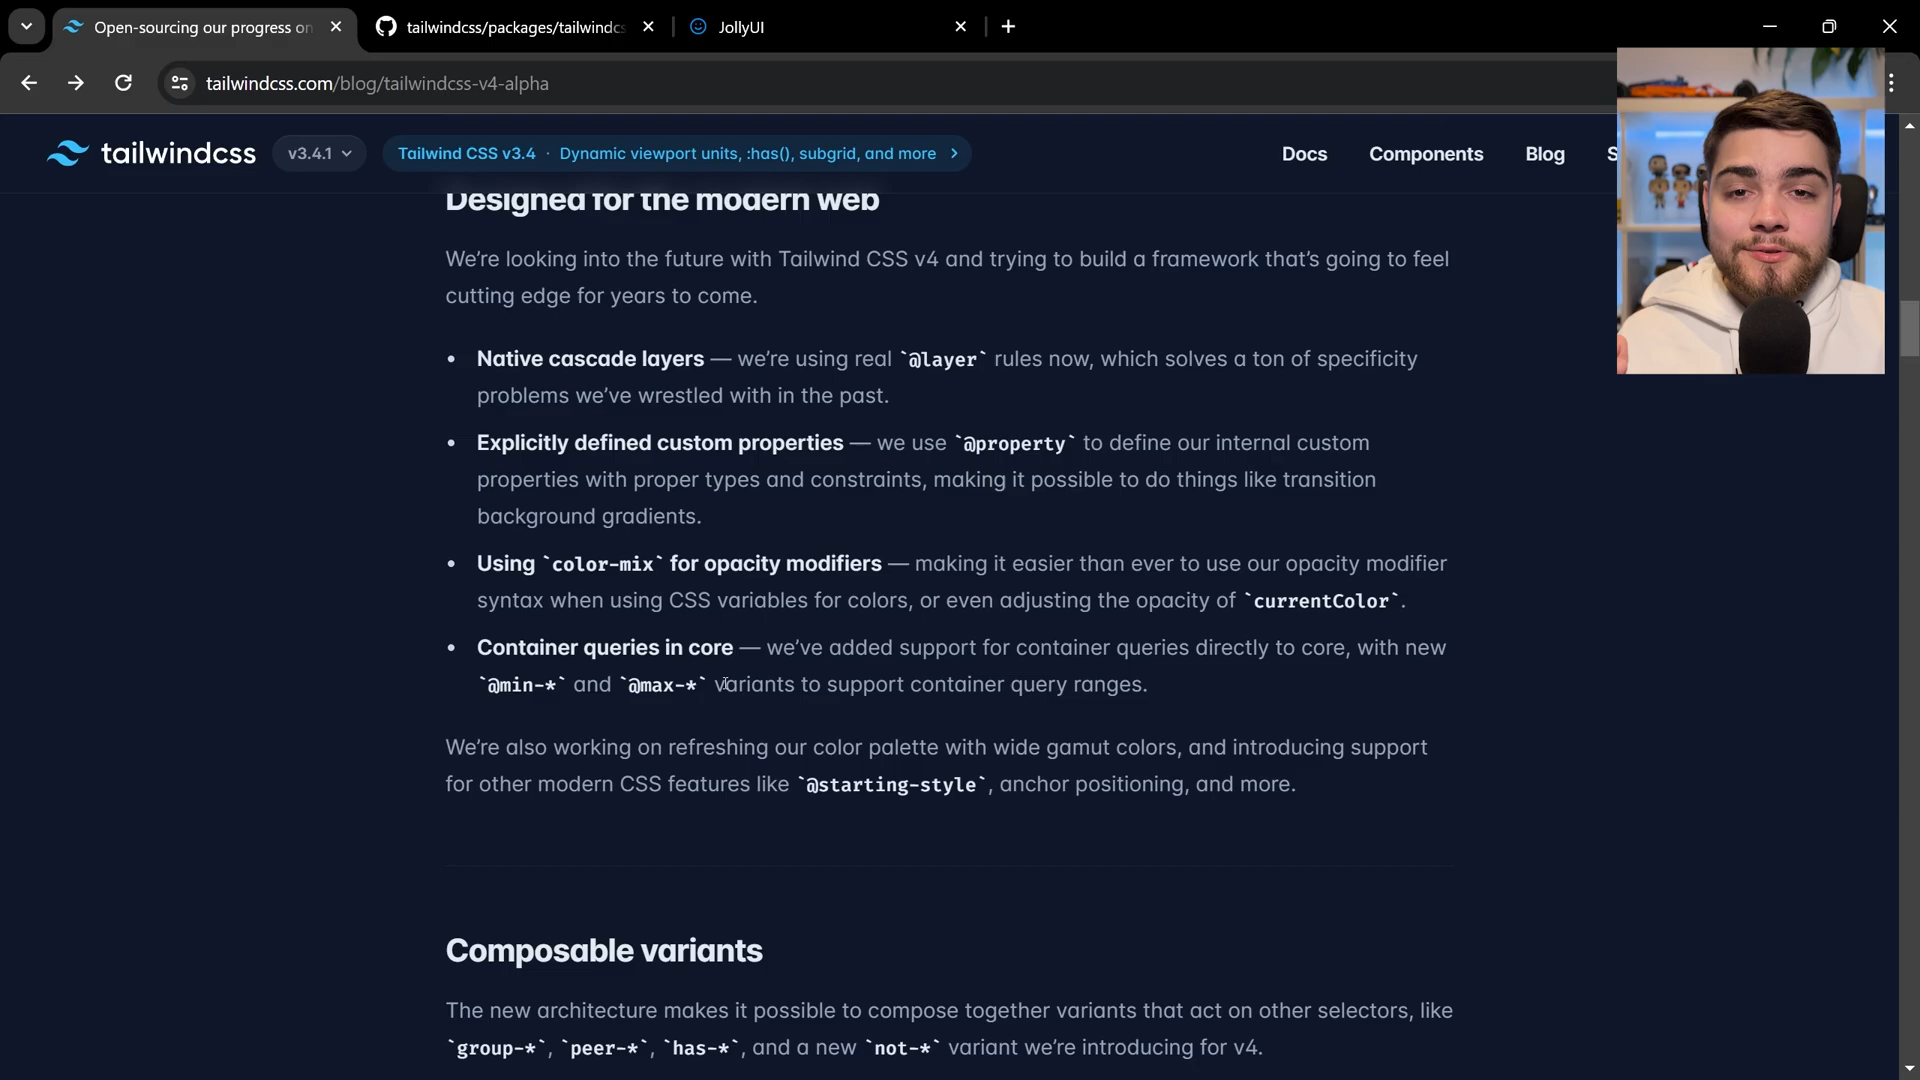 Open-sourcing our progress on
tailwindcss/packages/tailwindcs
JollyUI
tailwindcss.com/blog/tailwindcss-v4-alpha
tailwindcss
v3.4.1
Tailwind CSS v3.4 · Dynamic viewport units, :has(), subgrid, and more
Docs
Components
Blog
S
Designed for the modern web
We’re looking into the future with Tailwind CSS v4 and trying to build a framework that’s going to feel
cutting edge for years to come.
• Native cascade layers — we’re using real `@layer` rules now, which solves a ton of specificity
problems we’ve wrestled with in the past.
• Explicitly defined custom properties — we use `@property` to define our internal custom
properties with proper types and constraints, making it possible to do things like transition
background gradients.
• Using `color-mix` for opacity modifiers — making it easier than ever to use our opacity modifier
syntax when using CSS variables for colors, or even adjusting the opacity of `currentColor`.
• Container queries in core — we’ve added support for container queries directly to core, with new
`@min-*` and `@max-*` variants to support container query ranges.
We’re also working on refreshing our color palette with wide gamut colors, and introducing support
for other modern CSS features like `@starting-style`, anchor positioning, and more.
Composable variants
The new architecture makes it possible to compose together variants that act on other selectors, like
`group-*`, `peer-*`, `has-*`, and a new `not-*` variant we’re introducing for v4.